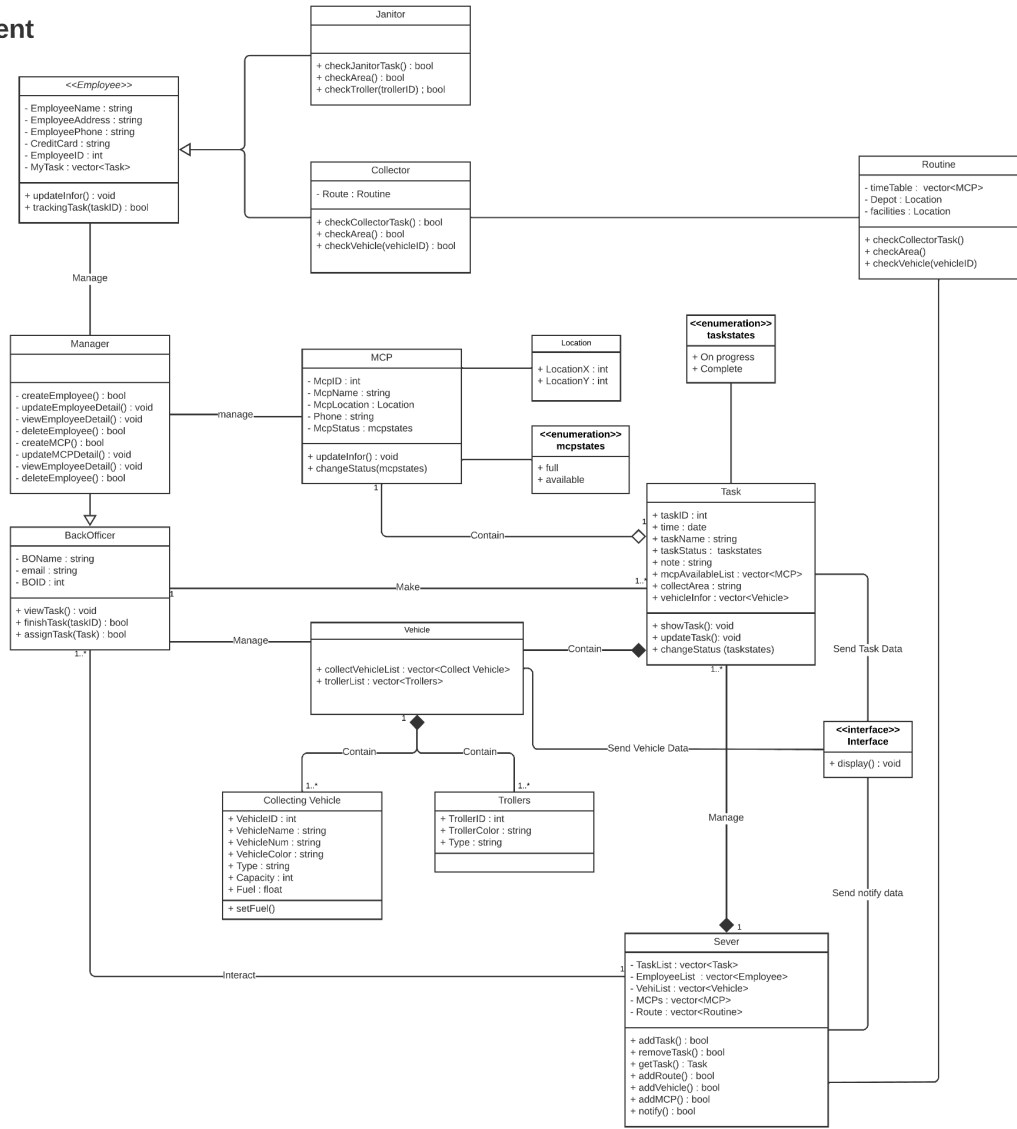 ent
Janitor
+ checkJanitorTask() : bool
+ checkArea() : bool
+ checkTroller(trollerID) ; bool
<<Employee>>
- EmployeeName : string
- EmployeeAddress : string
- EmployeePhone : string
- CreditCard : string
- EmployeeID : int
- MyTask : vector<Task>
+ updateInfor() : void
+ trackingTask(taskID) : bool
Collector
- Route : Routine
+ checkCollectorTask() : bool
+ checkArea() : bool
+ checkVehicle(vehicleID) : bool
Routine
- timeTable : vector<MCP>
- Depot : Location
- facilities : Location
+ checkCollectorTask()
+ checkArea()
+ checkVehicle(vehicleID)
Manage
Manager
- createEmployee() : bool
- updateEmployeeDetail() : void
- viewEmployeeDetail() : void
- deleteEmployee() : bool
- createMCP() : bool
- updateMCPDetail() : void
- viewEmployeeDetail() : void
- deleteEmployee() : bool
manage
MCP
- McpID : int
- McpName : string
- McpLocation : Location
- Phone : string
- McpStatus : mcpstates
+ updateInfor() : void
+ changeStatus(mcpstates)
1
Location
+ LocationX : int
+ LocationY : int
<<enumeration>>
mcpstates
+ full
+ available
<<enumeration>>
taskstates
+ On progress
+ Complete
Contain
1
Task
+ taskID : int
+ time : date
+ taskName : string
+ taskStatus : taskstates
+ note : string
+ mcpAvailableList : vector<MCP>
+ collectArea : string
+ vehicleInfor : vector<Vehicle>
+ showTask(): void
+ updateTask(): void
+ changeStatus (taskstates)
1..*
BackOfficer
- BOName : string
- email : string
- BOID : int
+ viewTask() : void
+ finishTask(taskID) : bool
+ assignTask(Task) : bool
1..*
1
Make
1..*
Manage
Vehicle
+ collectVehicleList : vector<Collect Vehicle>
+ trollerList : vector<Trollers>
1
Contain
Send Task Data
Send Vehicle Data
<<interface>>
Interface
+ display() : void
Contain
Contain
1..*
1..*
Collecting Vehicle
+ VehicleID : int
+ VehicleName : string
+ VehicleNum : string
+ VehicleColor : string
+ Type : string
+ Capacity : int
+ Fuel : float
+ setFuel()
Trollers
+ TrollerID : int
+ TrollerColor : string
+ Type : string
Manage
Send notify data
1
Interact
1
Sever
- TaskList : vector<Task>
- EmployeeList : vector<Employee>
- VehiList : vector<Vehicle>
- MCPs : vector<MCP>
- Route : vector<Routine>
+ addTask() : bool
+ removeTask() : bool
+ getTask() : Task
+ addRoute() : bool
+ addVehicle() : bool
+ addMCP() : bool
+ notify() : bool